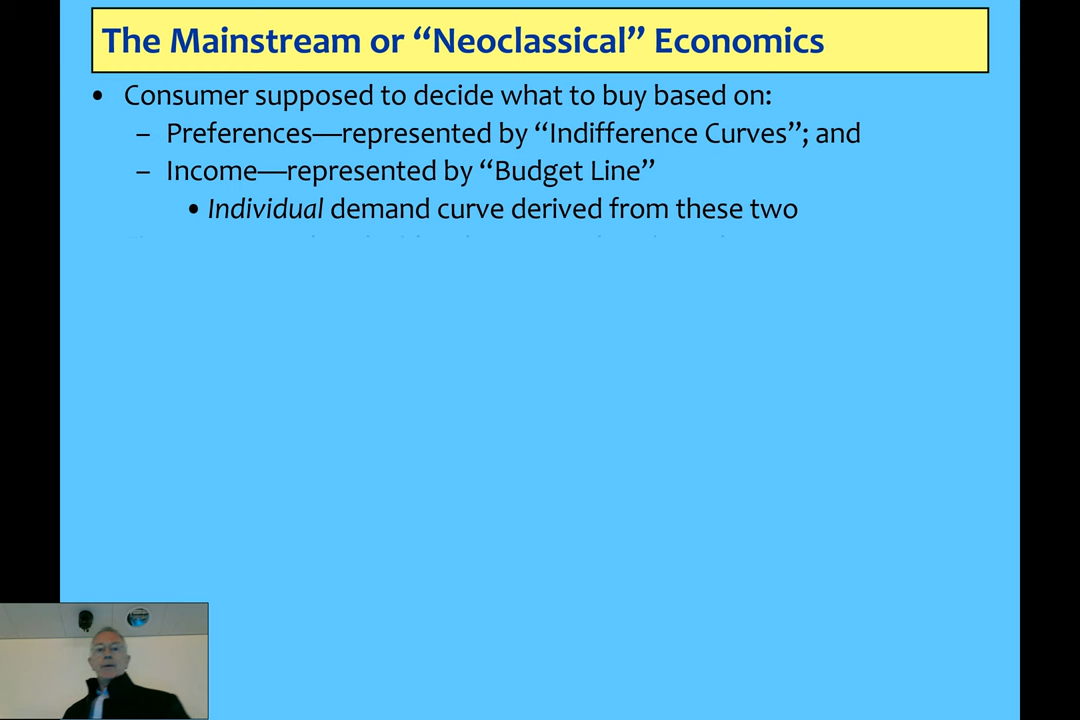 The Mainstream or “Neoclassical” Economics
• Consumer supposed to decide what to buy based on:
– Preferences—represented by “Indifference Curves”; and
– Income—represented by “Budget Line”
• Individual demand curve derived from these two